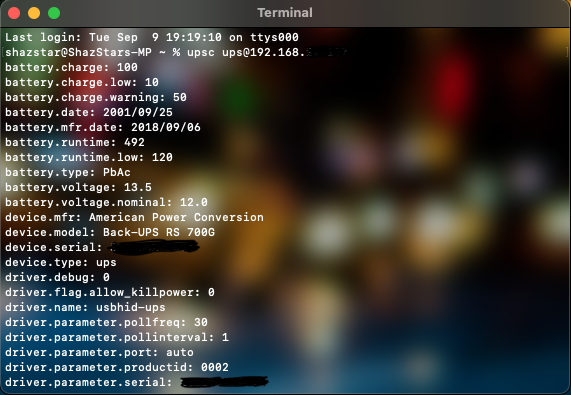 Terminal
Last login: Tue Sep  9 19:19:10 on ttys000
shazstar@ShazStars-MP ~ % upsc ups@192.168.
battery.charge: 100
battery.charge.low: 10
battery.charge.warning: 50
battery.date: 2001/09/25
battery.mfr.date: 2018/09/06
battery.runtime: 492
battery.runtime.low: 120
battery.type: PbAc
battery.voltage: 13.5
battery.voltage.nominal: 12.0
device.mfr: American Power Conversion
device.model: Back-UPS RS 700G
device.serial:
device.type: ups
driver.debug: 0
driver.flag.allow_killpower: 0
driver.name: usbhid-ups
driver.parameter.pollfreq: 30
driver.parameter.pollinterval: 1
driver.parameter.port: auto
driver.parameter.productid: 0002
driver.parameter.serial: